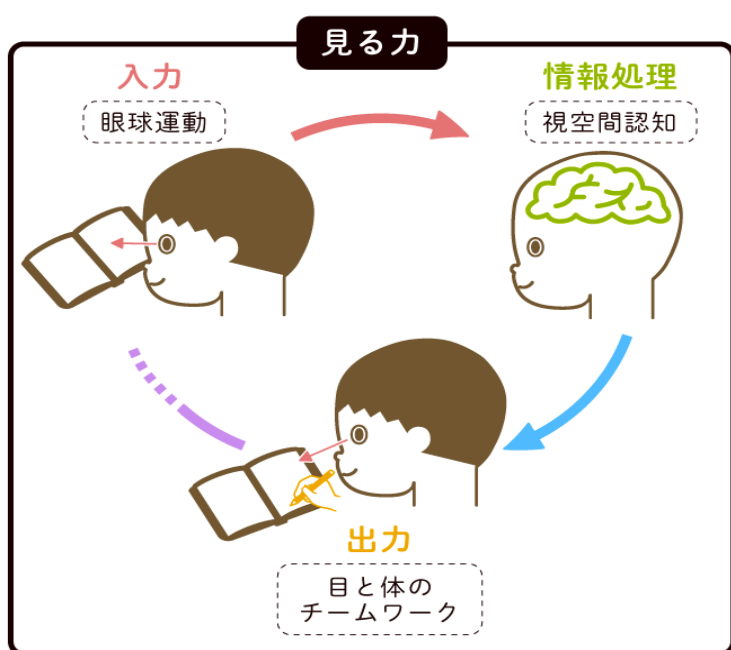 見る力
入力
眼球運動
情報処理
視空間認知
出力
目と体の
チームワーク